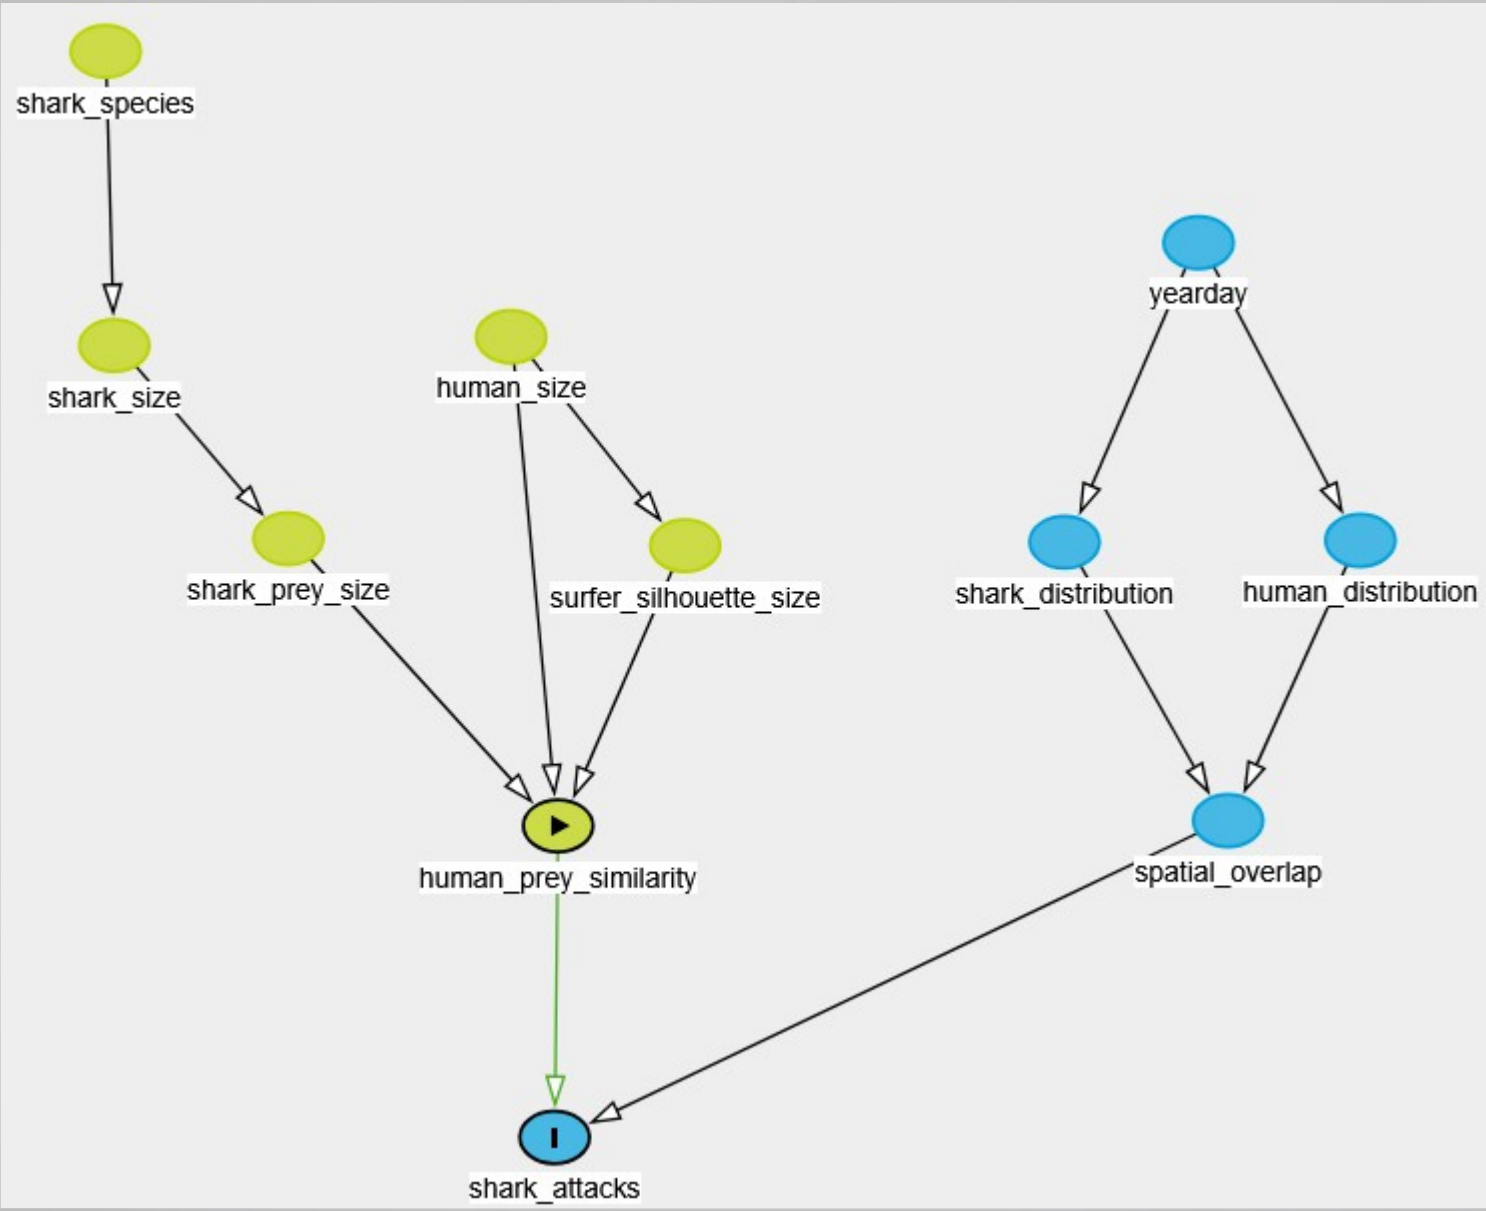 shark_species
yearday
human_size
shark_size
shark_prey_size
surfer_silhouette_size
shark_distribution
human_distribution
human_prey_similarity
spatial_overlap
shark_attacks